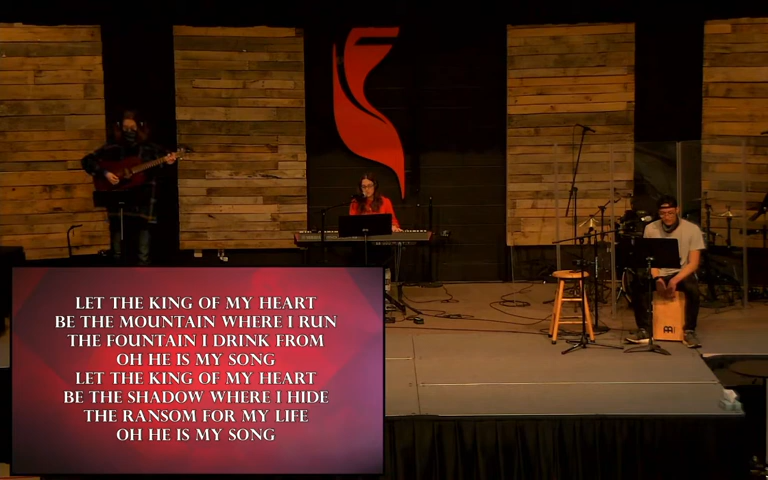 LET THE KING OF MY HEART
BE THE MOUNTAIN WHERE I RUN
THE FOUNTAIN I DRINK FROM
OH HE IS MY SONG
LET THE KING OF MY HEART
BE THE SHADOW WHERE I HIDE
THE RANSOM FOR MY LIFE
OH HE IS MY SONG